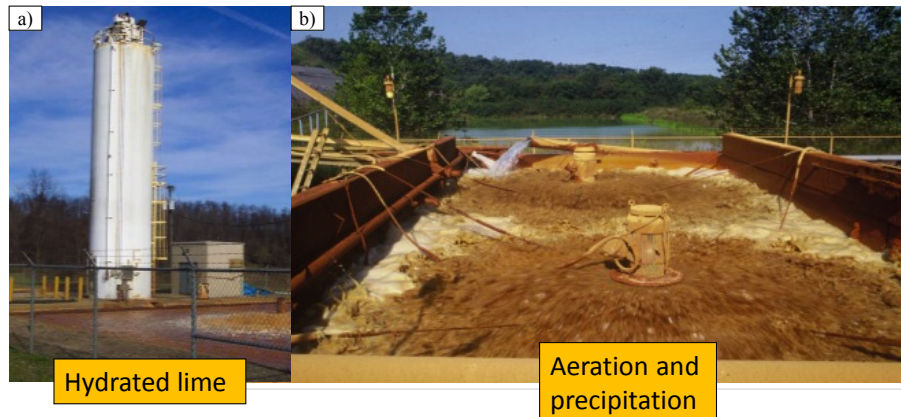 a)
b)
Hydrated lime
Aeration and
precipitation